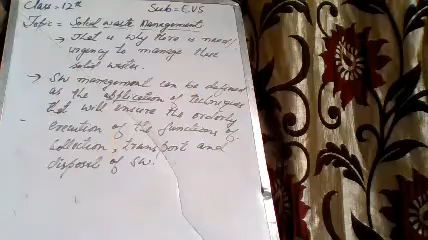 Class = 12th Sub = E.VS
Topic = Solid waste Management
→ That is why there is need/
urgency to manage these
solid wastes.
→ SW management can be defined
as the application of techniques
that will ensure the orderly
execution of the functions of
collection, transport and
disposal of SW.